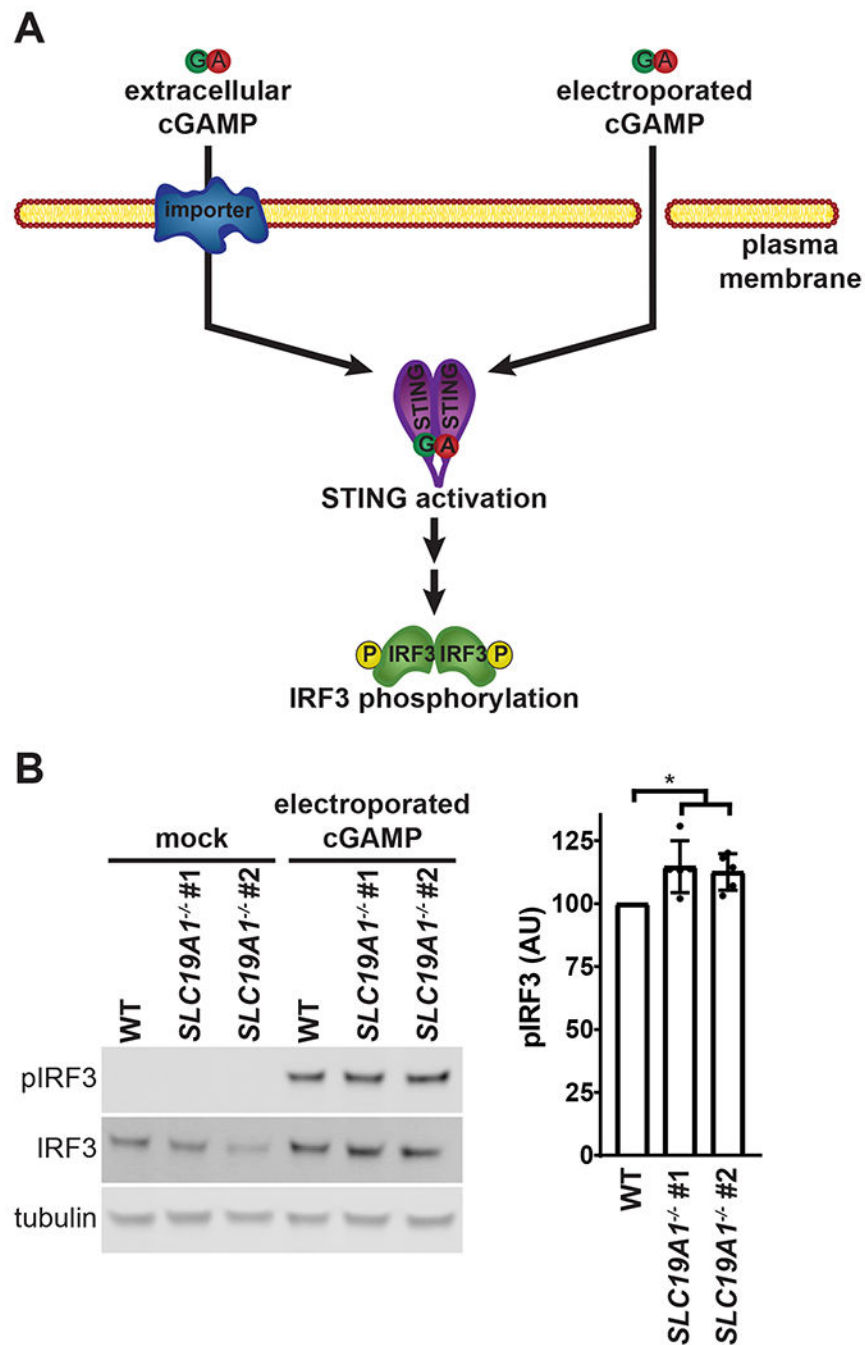 A
GA
extracellular
cGAMP
GA
electroporated
cGAMP
importer
plasma
membrane
STING STING
G A
STING activation
P IRF3 IRF3 P
IRF3 phosphorylation
B
mock
electroporated
cGAMP
WT
SLC19A1-/- #1
SLC19A1-/- #2
WT
SLC19A1-/- #1
SLC19A1-/- #2
pIRF3
IRF3
tubulin
*
pIRF3 (AU)
125
100
75
50
25
0
WT
SLC19A1-/- #1
SLC19A1-/- #2